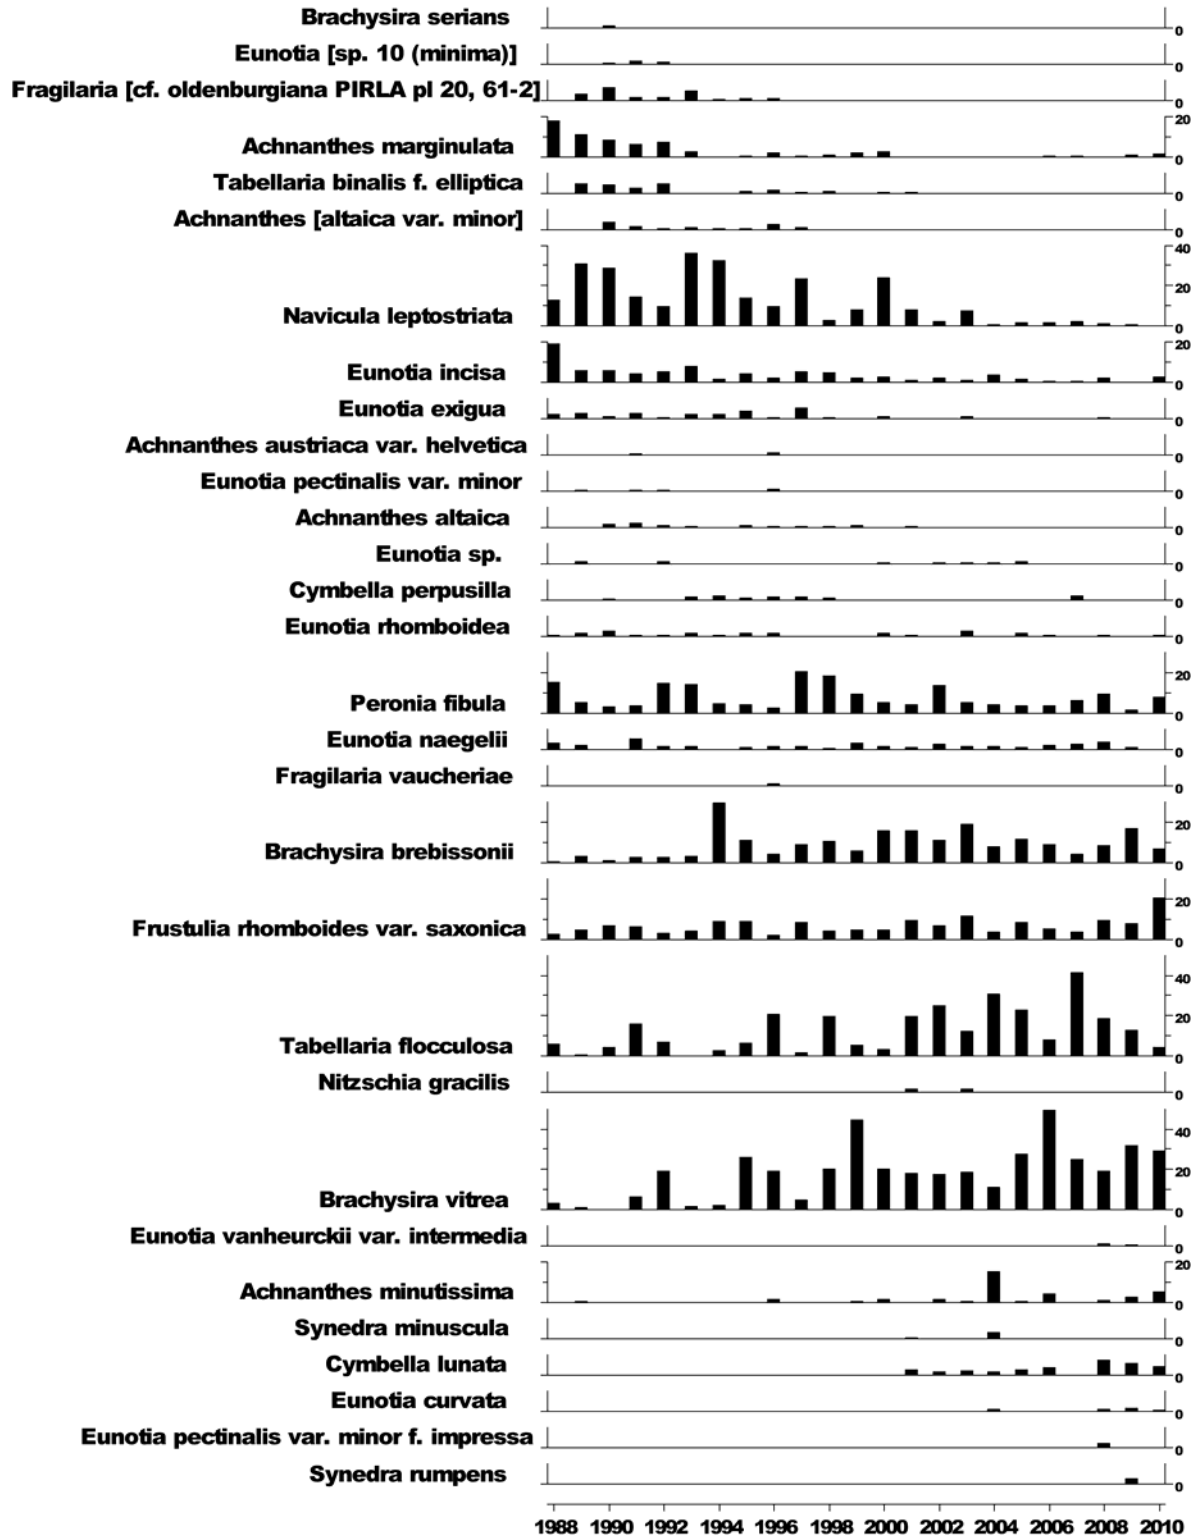 Brachysira serians 0
Eunotia [sp. 10 (minima)] 0
Fragilaria [cf. oldenburgiana PIRLA pl 20, 61-2] 0
20
Achnanthes marginulata 0
Tabellaria binalis f. elliptica 0
Achnanthes [altaica var. minor] 0
40
20
Navicula leptostriata 0
20
Eunotia incisa 0
Eunotia exigua 0
Achnanthes austriaca var. helvetica 0
Eunotia pectinalis var. minor 0
Achnanthes altaica 0
Eunotia sp. 0
Cymbella perpusilla 0
Eunotia rhomboidea 0
20
Peronia fibula 0
Eunotia naegelii 0
Fragilaria vaucheriae 0
20
Brachysira brebissonii 0
20
Frustulia rhomboides var. saxonica 0
40
20
Tabellaria flocculosa 0
Nitzschia gracilis 0
40
20
Brachysira vitrea 0
Eunotia vanheurckii var. intermedia 0
20
Achnanthes minutissima 0
Synedra minuscula 0
Cymbella lunata 0
Eunotia curvata 0
Eunotia pectinalis var. minor f. impressa 0
Synedra rumpens 0
1988 1990 1992 1994 1996 1998 2000 2002 2004 2006 2008 2010